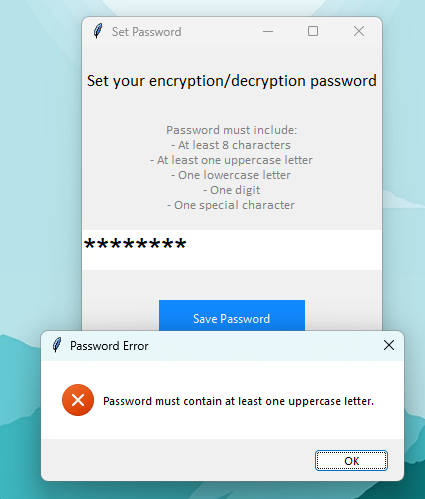 Set Password
Set your encryption/decryption password
Password must include:
- At least 8 characters
- At least one uppercase letter
- One lowercase letter
- One digit
- One special character
********
Save Password
Password Error
Password must contain at least one uppercase letter.
OK